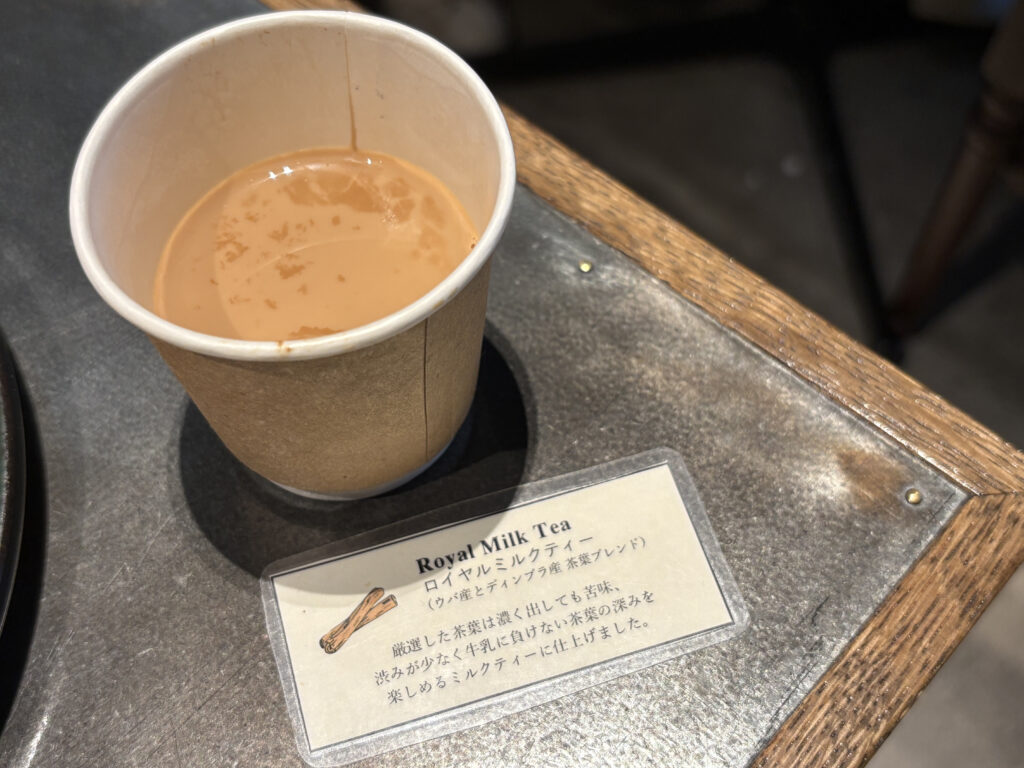 Royal Milk Tea
ロイヤルミルクティー
(ウバ産とディンブラ産 茶葉ブレンド)
厳選した茶葉は濃く出しても苦味、
渋みが少なく牛乳に負けない茶葉の深みを
楽しめるミルクティーに仕上げました。